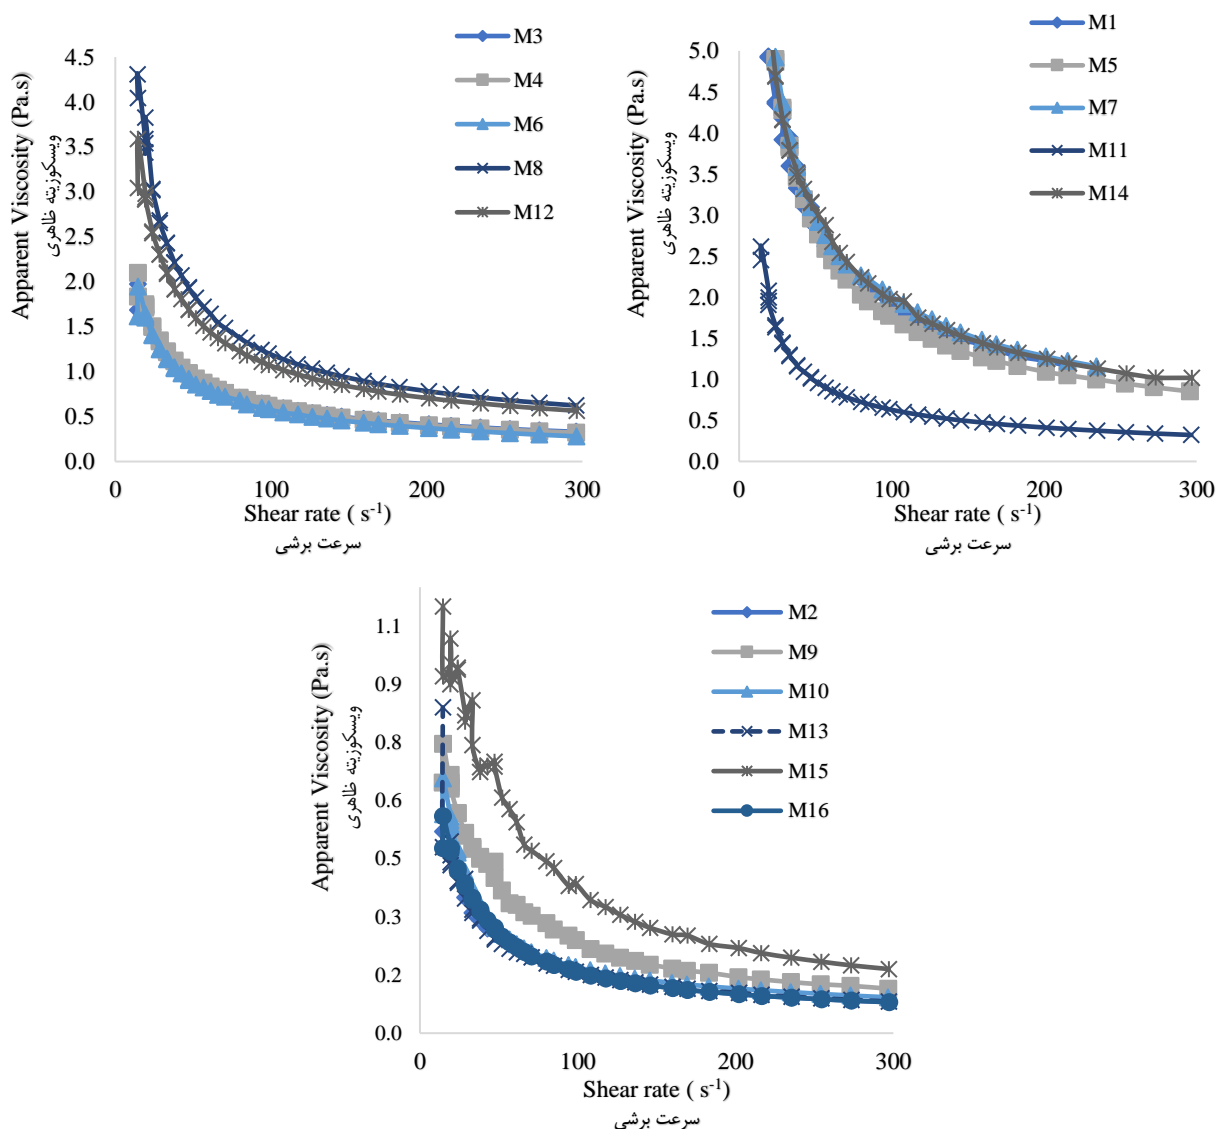 M3
M4
M6
M8
M12
4.5
4.0
3.5
3.0
2.5
2.0
1.5
1.0
0.5
0.0
Apparent Viscosity (Pa.s)
ویسکوزیته ظاهری
0 100 200 300
Shear rate ( s-1)
سرعت برشی
M1
M5
M7
M11
M14
5.0
4.5
4.0
3.5
3.0
2.5
2.0
1.5
1.0
0.5
0.0
Apparent Viscosity (Pa.s)
ویسکوزیته ظاهری
0 100 200 300
Shear rate ( s-1)
سرعت برشی
M2
M9
M10
M13
M15
M16
1.1
0.9
0.8
0.6
0.5
0.3
0.2
0.0
Apparent Viscosity (Pa.s)
ویسکوزیته ظاهری
0 100 200 300
Shear rate ( s-1)
سرعت برشی